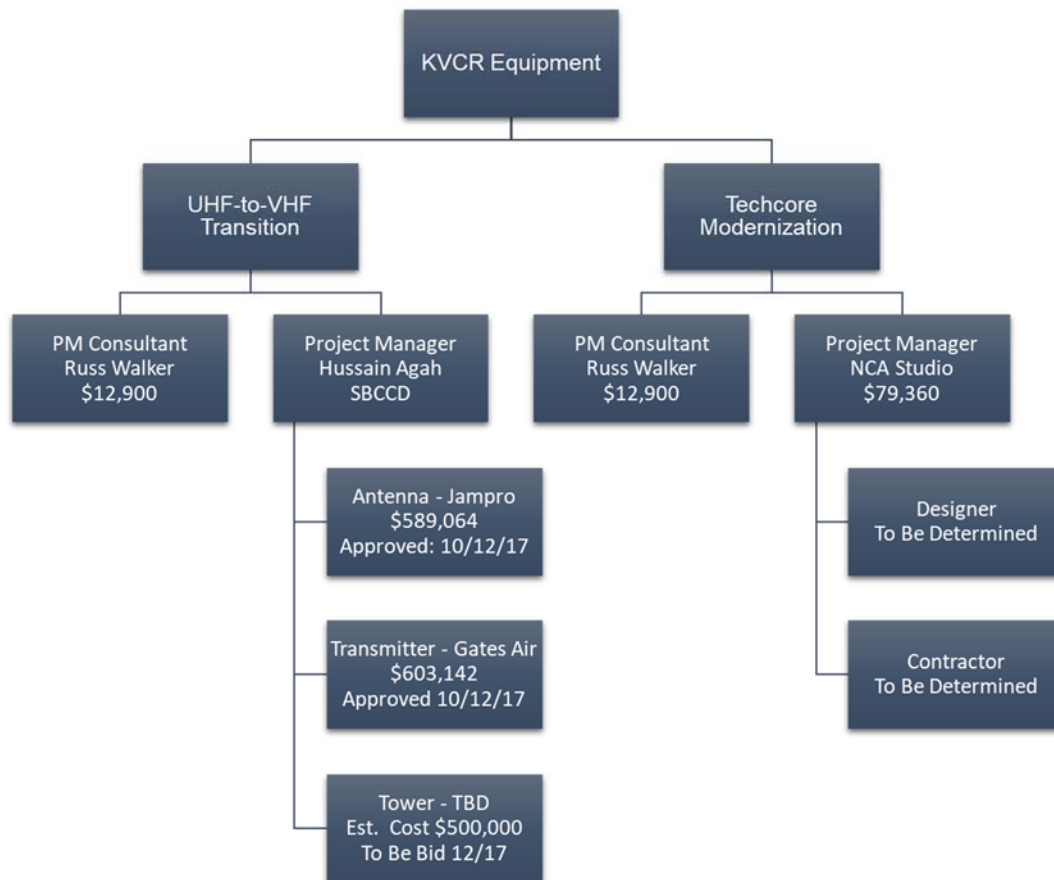 KVCR Equipment
UHF-to-VHF
Transition
Techcore
Modernization
PM Consultant
Russ Walker
$12,900
Project Manager
Hussain Agah
SBCCD
PM Consultant
Russ Walker
$12,900
Project Manager
NCA Studio
$79,360
Antenna - Jampro
$589,064
Approved: 10/12/17
Transmitter - Gates Air
$603,142
Approved 10/12/17
Tower - TBD
Est.  Cost $500,000
To Be Bid 12/17
Designer
To Be Determined
Contractor
To Be Determined